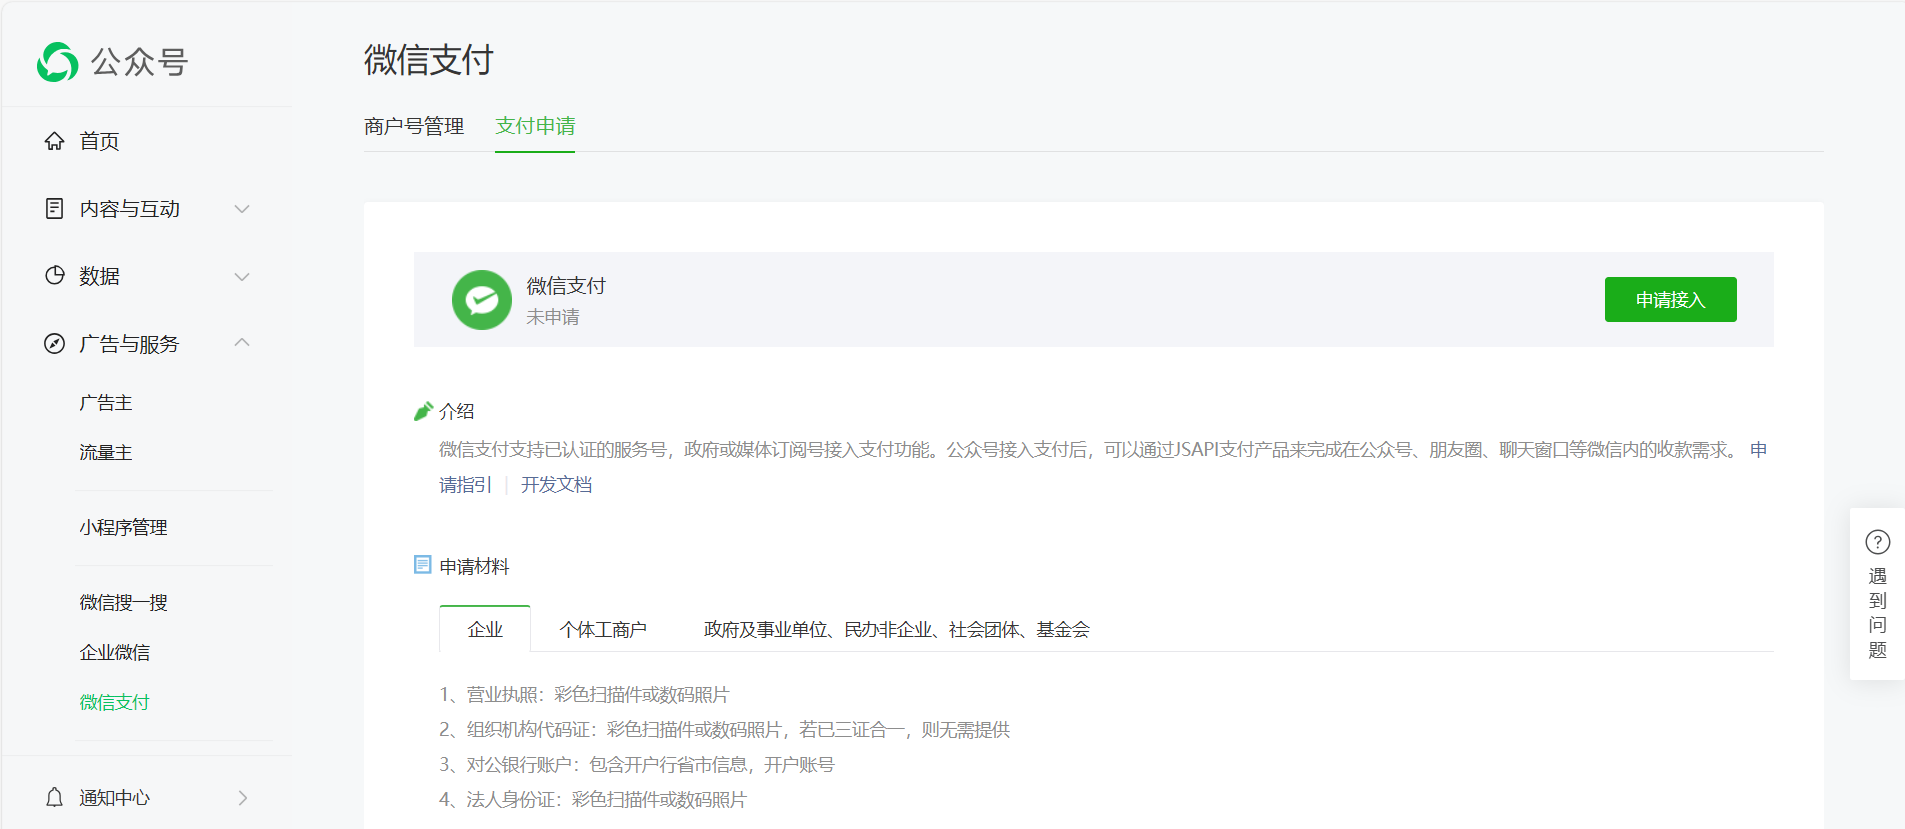 公众号
首页
内容与互动
数据
广告与服务
广告主
流量主
小程序管理
微信搜一搜
企业微信
微信支付
通知中心
微信支付
商户号管理 支付申请
微信支付
未申请
申请接入
介绍
微信支付支持已认证的服务号，政府或媒体订阅号接入支付功能。公众号接入支付后，可以通过JSAPI支付产品来完成在公众号、朋友圈、聊天窗口等微信内的收款需求。 申
请指引 | 开发文档
申请材料
企业 个体工商户 政府及事业单位、民办非企业、社会团体、基金会
1、营业执照：彩色扫描件或数码照片
2、组织机构代码证：彩色扫描件或数码照片，若已三证合一，则无需提供
3、对公银行账户：包含开户行省市信息，开户账号
4、法人身份证：彩色扫描件或数码照片
遇
到
问
题